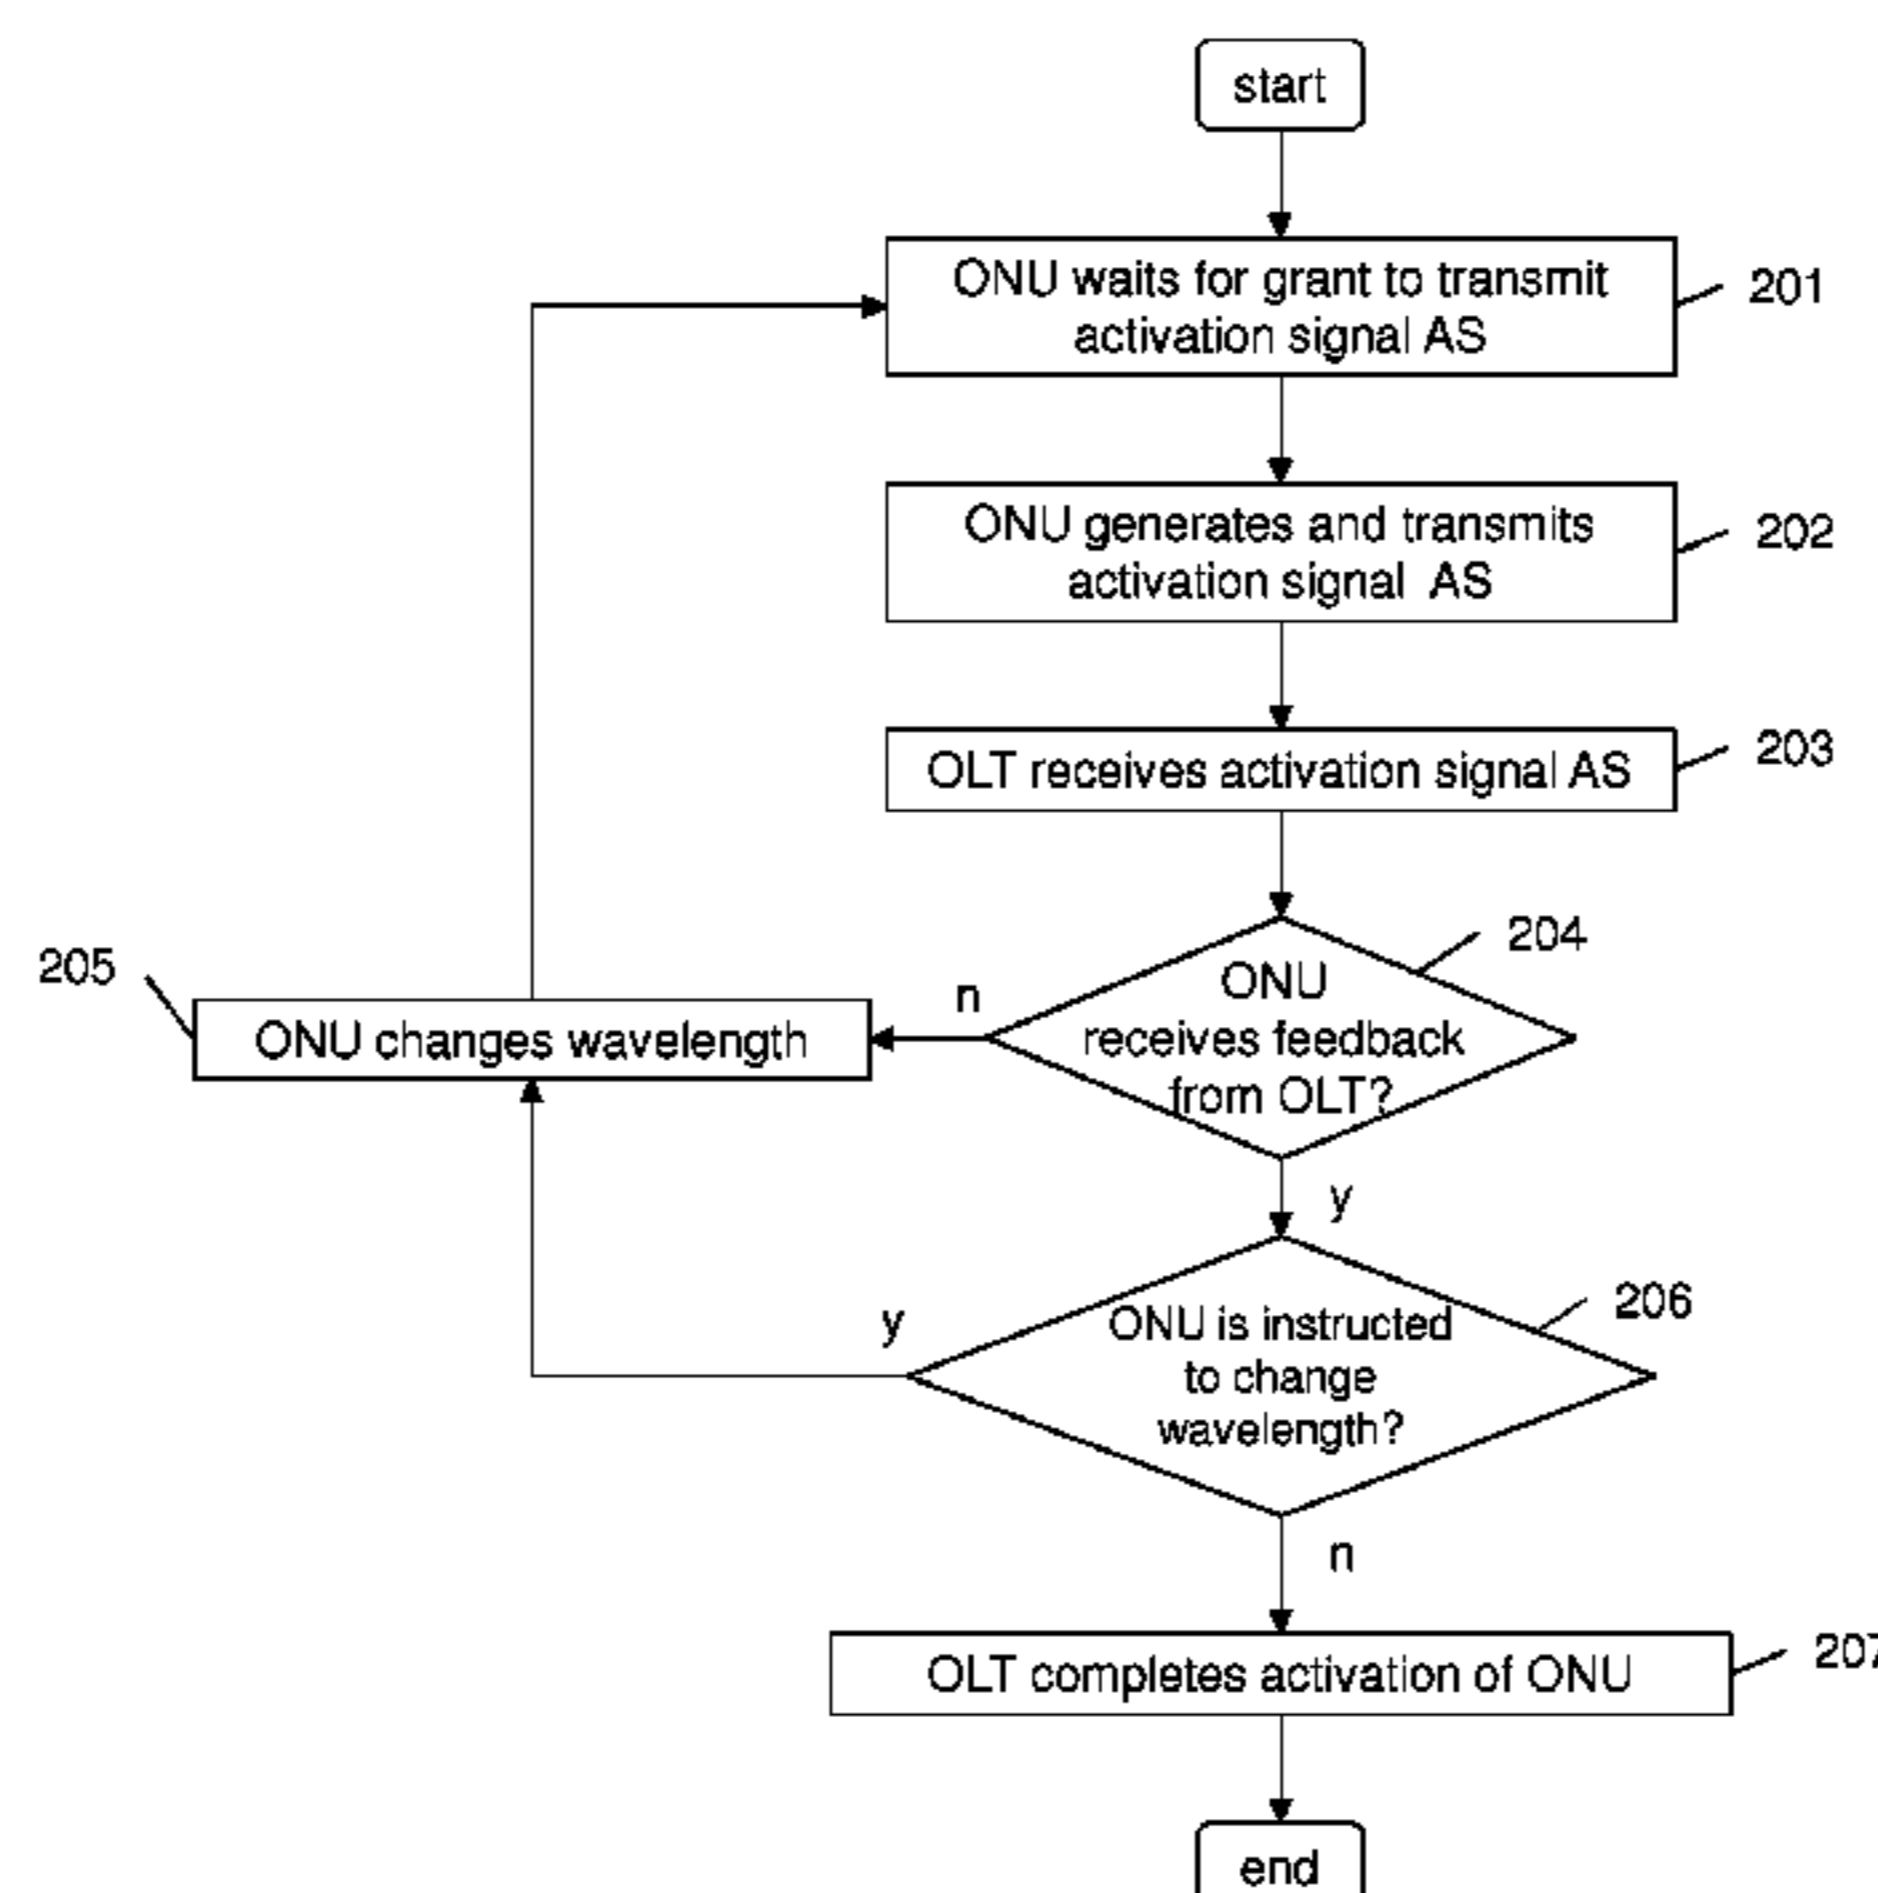 start
ONU waits for grant to transmit
activation signal AS
201
ONU generates and transmits
activation signal AS
202
OLT receives activation signal AS
203
204
ONU
receives feedback
from OLT?
n
205
ONU changes wavelength
y
206
ONU is instructed
to change
wavelength?
y
n
OLT completes activation of ONU
207
end